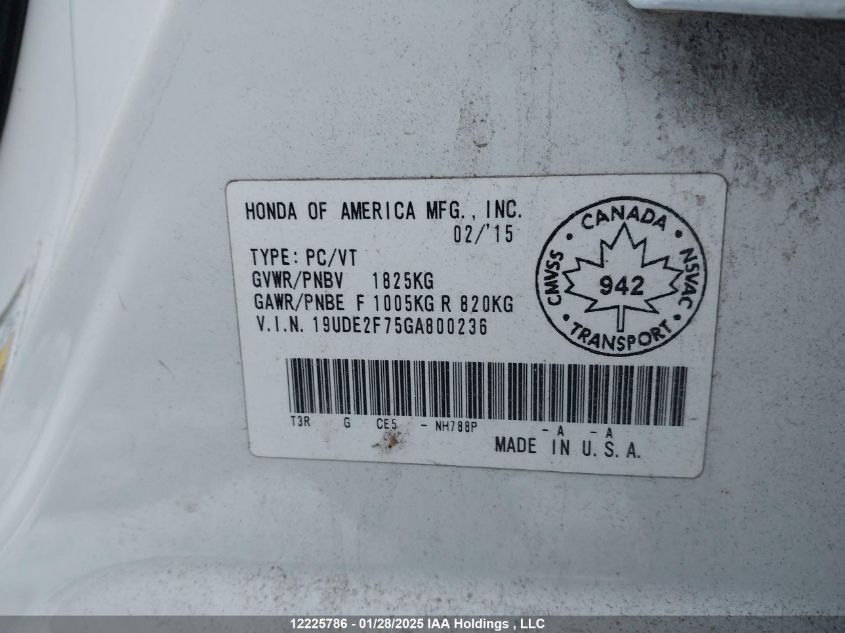 HONDA OF AMERICA MFG., INC.
02/'15
TYPE: PC/VT
GVWR/PNBV 1825KG
GAWR/PNBE F 1005KG R 820KG
V.I.N. 19UDE2F75GA800236
CANADA
CMVSS
NSVAC
942
TRANSPORT
T3R G CE5 - NH788P - A - A
MADE IN U.S.A.
12225786 - 01/28/2025 IAA Holdings , LLC